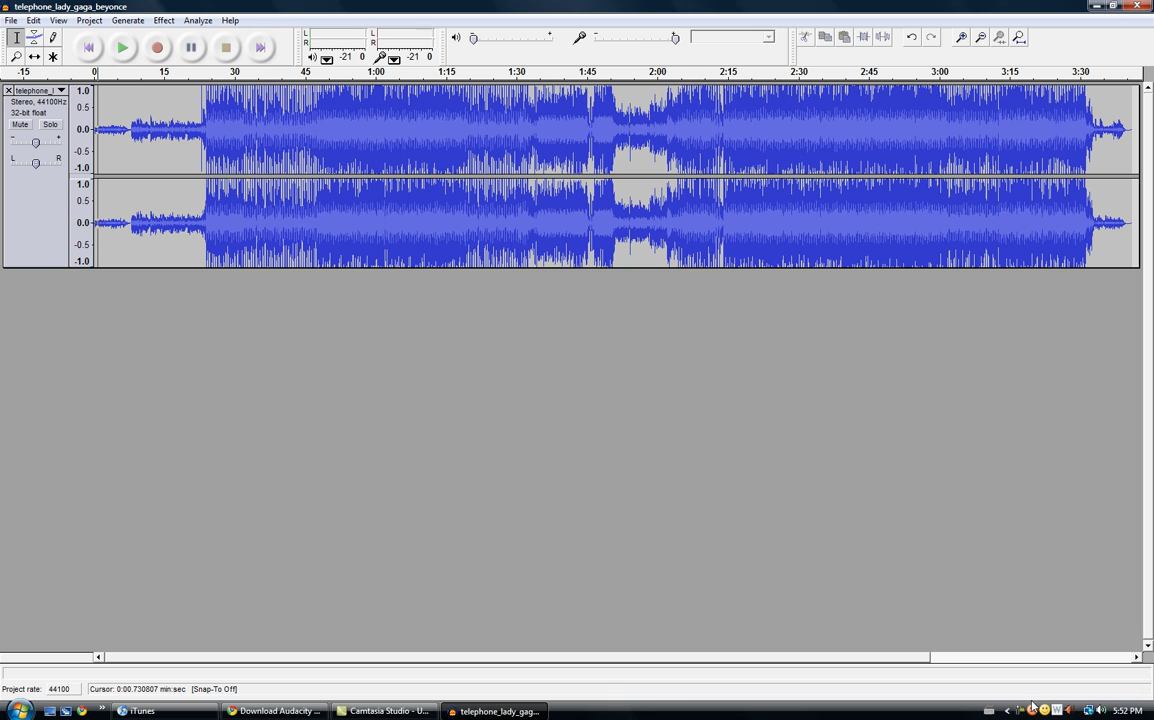 telephone_lady_gaga_beyonce
File Edit View Project Generate Effect Analyze Help
L
R
-21 0
L
R
-21 0
- +
- +
-15 0 15 30 45 1:00 1:15 1:30 1:45 2:00 2:15 2:30 2:45 3:00 3:15 3:30
telephone_l
Stereo, 44100Hz
32-bit float
Mute Solo
- +
L R
1.0
0.5
0.0
-0.5
-1.0
1.0
0.5
0.0
-0.5
-1.0
Project rate: 44100 Cursor: 0:00.730807 min:sec [Snap-To Off]
iTunes
Download Audacity ...
Camtasia Studio - U...
telephone_lady_gag...
5:52 PM